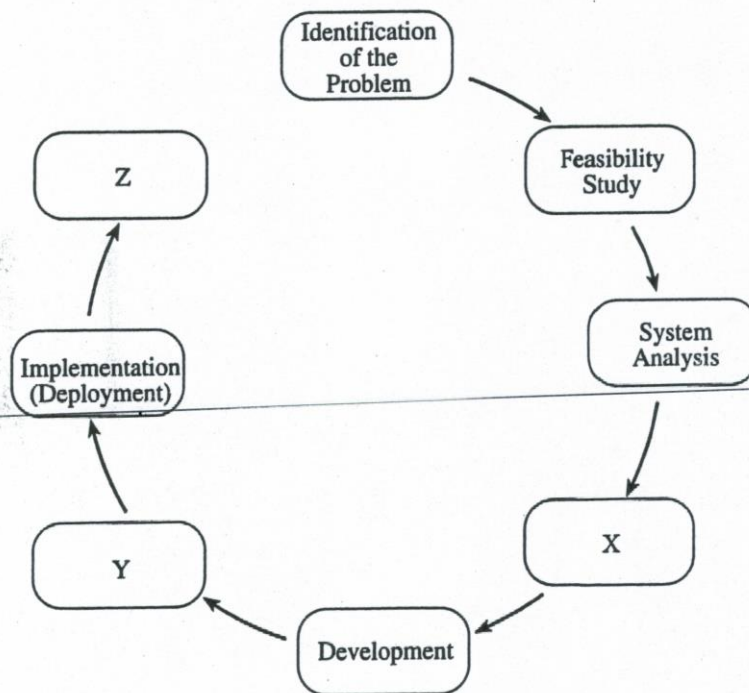 Identification
of the
Problem
Feasibility
Study
System
Analysis
X
Development
Y
Implementation
(Deployment)
Z